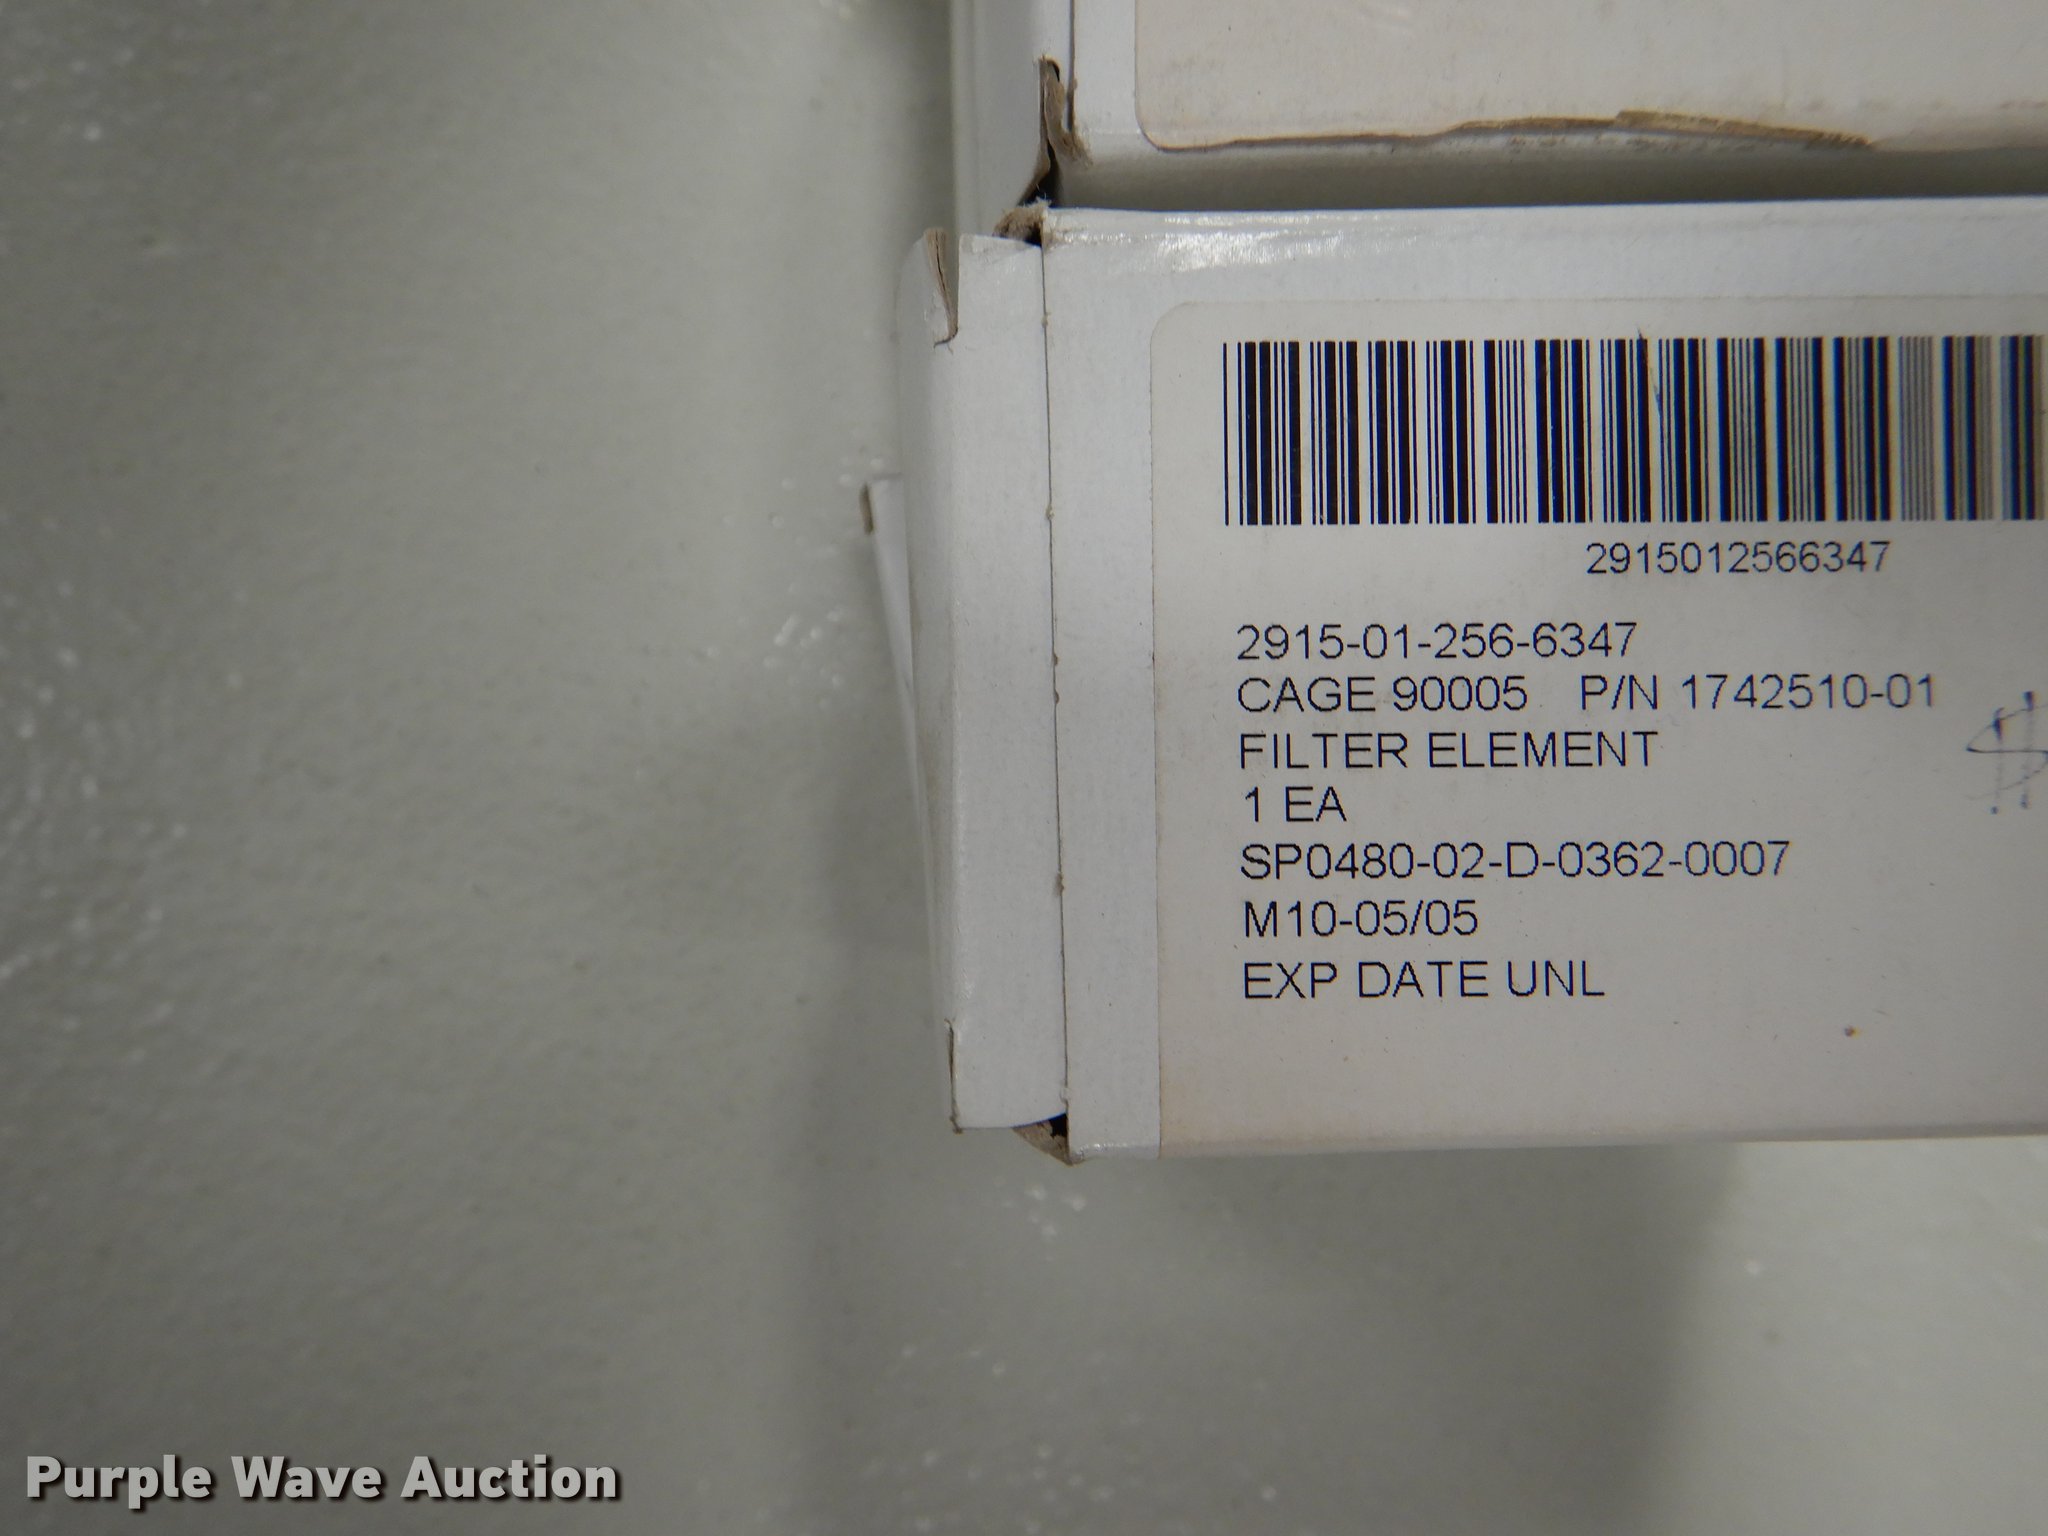 2915012566347
2915-01-256-6347
CAGE 90005 P/N 1742510-01
FILTER ELEMENT
$
1 EA
SP0480-02-D-0362-0007
M10-05/05
EXP DATE UNL
Purple Wave Auction